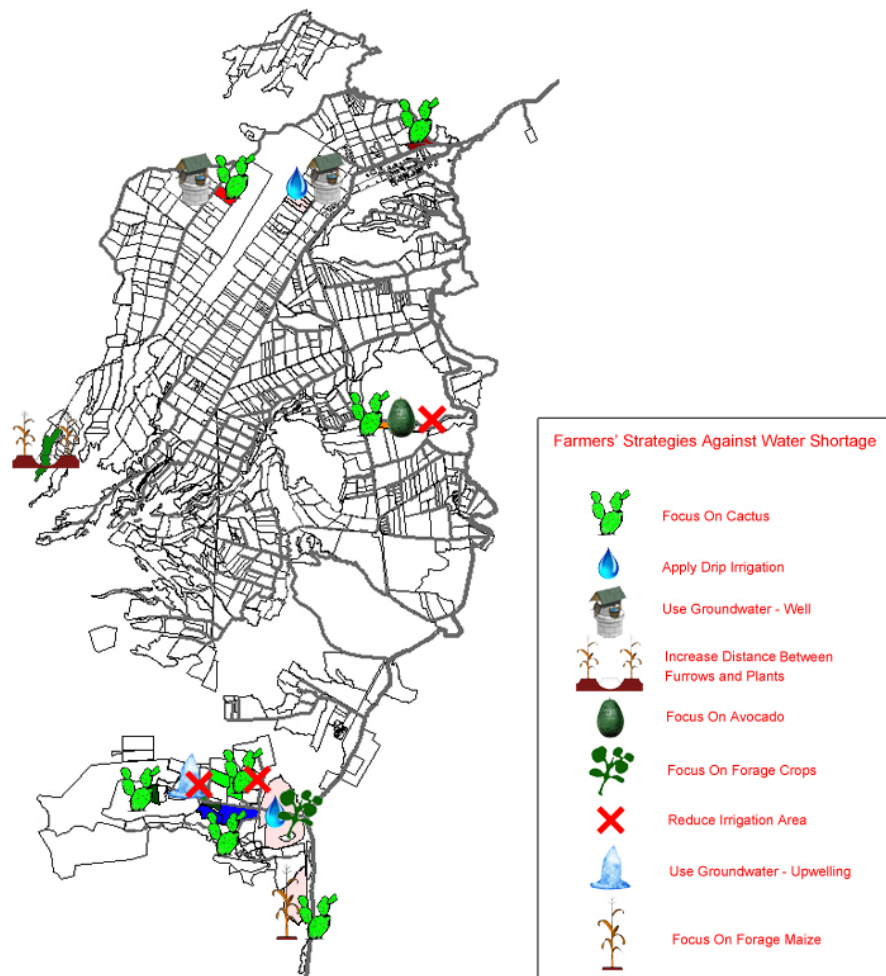 Farmers' Strategies Against Water Shortage
Focus On Cactus
Apply Drip Irrigation
Use Groundwater - Well
Increase Distance Between
Furrows and Plants
Focus On Avocado
Focus On Forage Crops
Reduce Irrigation Area
Use Groundwater - Upwelling
Focus On Forage Maize